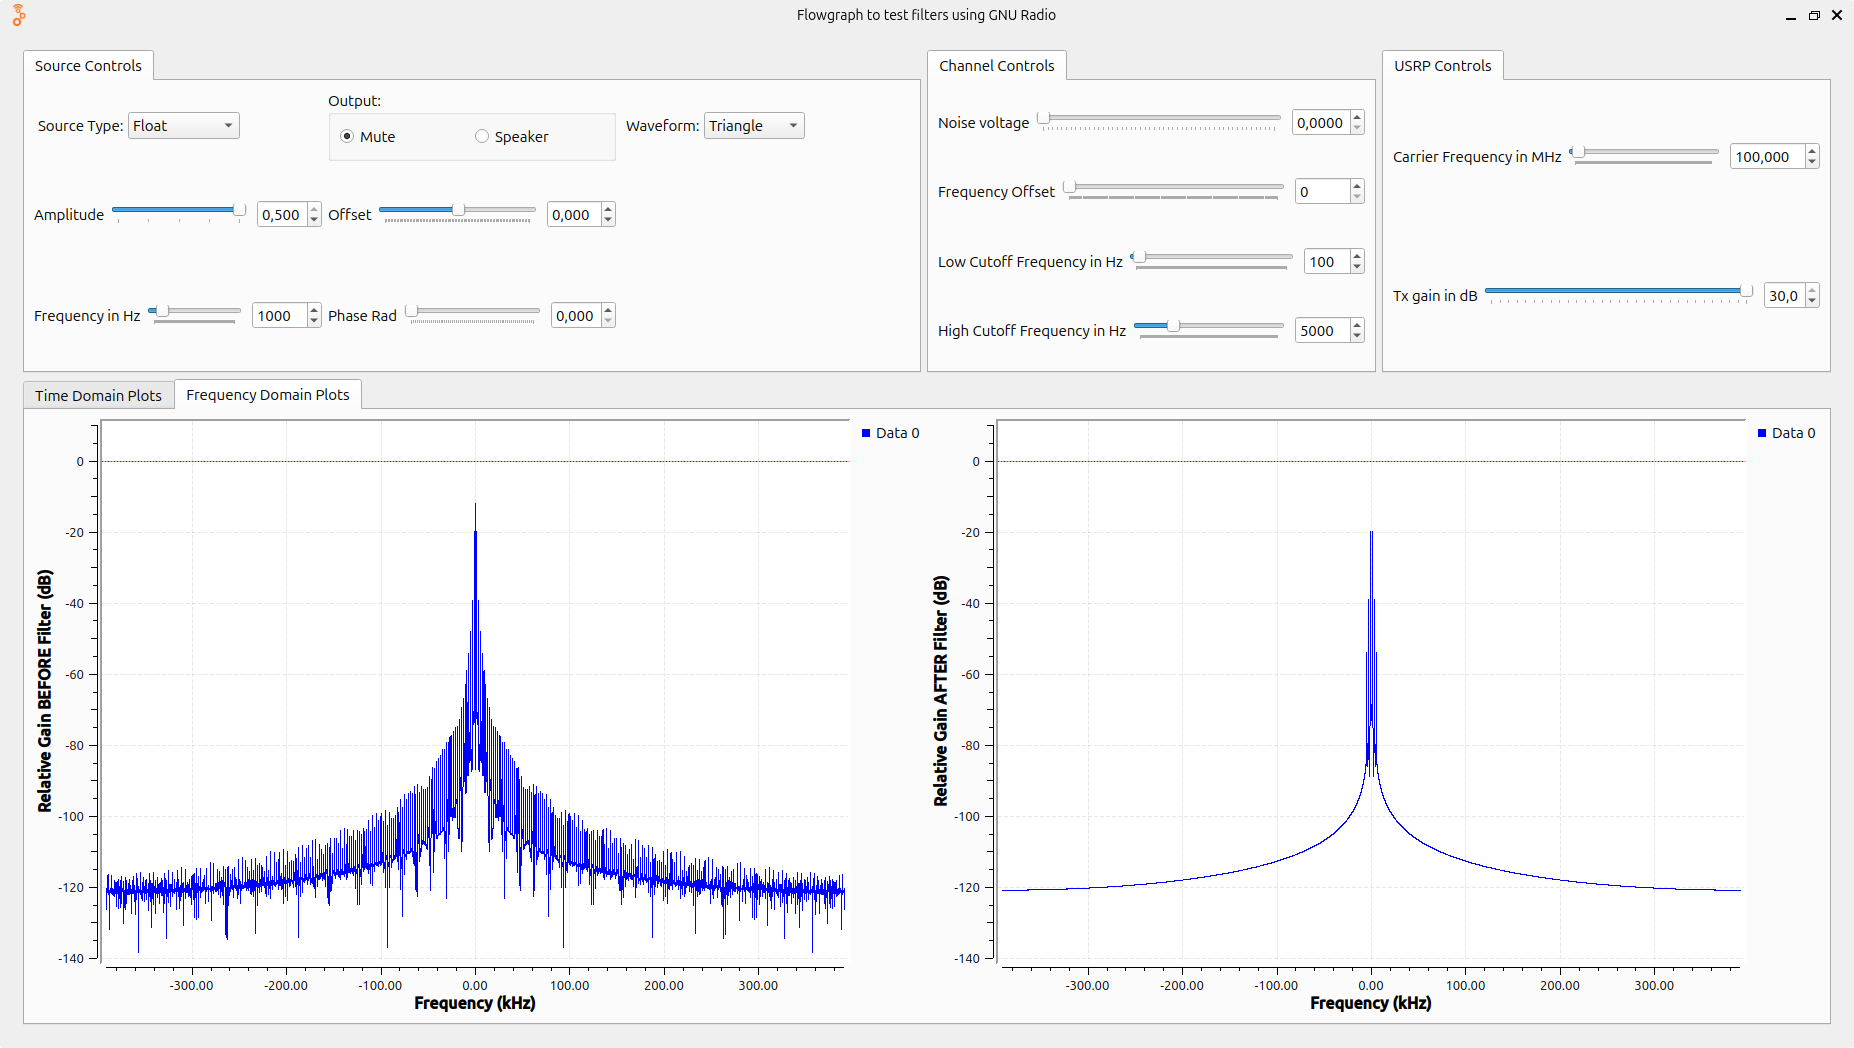 Flowgraph to test filters using GNU Radio
Source Controls
Source Type: Float
Output:
Mute
Speaker
Waveform: Triangle
Amplitude 0,500
Offset 0,000
Frequency in Hz 1000
Phase Rad 0,000
Channel Controls
Noise voltage 0,0000
Frequency Offset 0
Low Cutoff Frequency in Hz 100
High Cutoff Frequency in Hz 5000
USRP Controls
Carrier Frequency in MHz 100,000
Tx gain in dB 30,0
Time Domain Plots
Frequency Domain Plots
Relative Gain BEFORE Filter (dB)
0
-20
-40
-60
-80
-100
-120
-140
-300.00 -200.00 -100.00 0.00 100.00 200.00 300.00
Frequency (kHz)
Data 0
Relative Gain AFTER Filter (dB)
0
-20
-40
-60
-80
-100
-120
-140
-300.00 -200.00 -100.00 0.00 100.00 200.00 300.00
Frequency (kHz)
Data 0